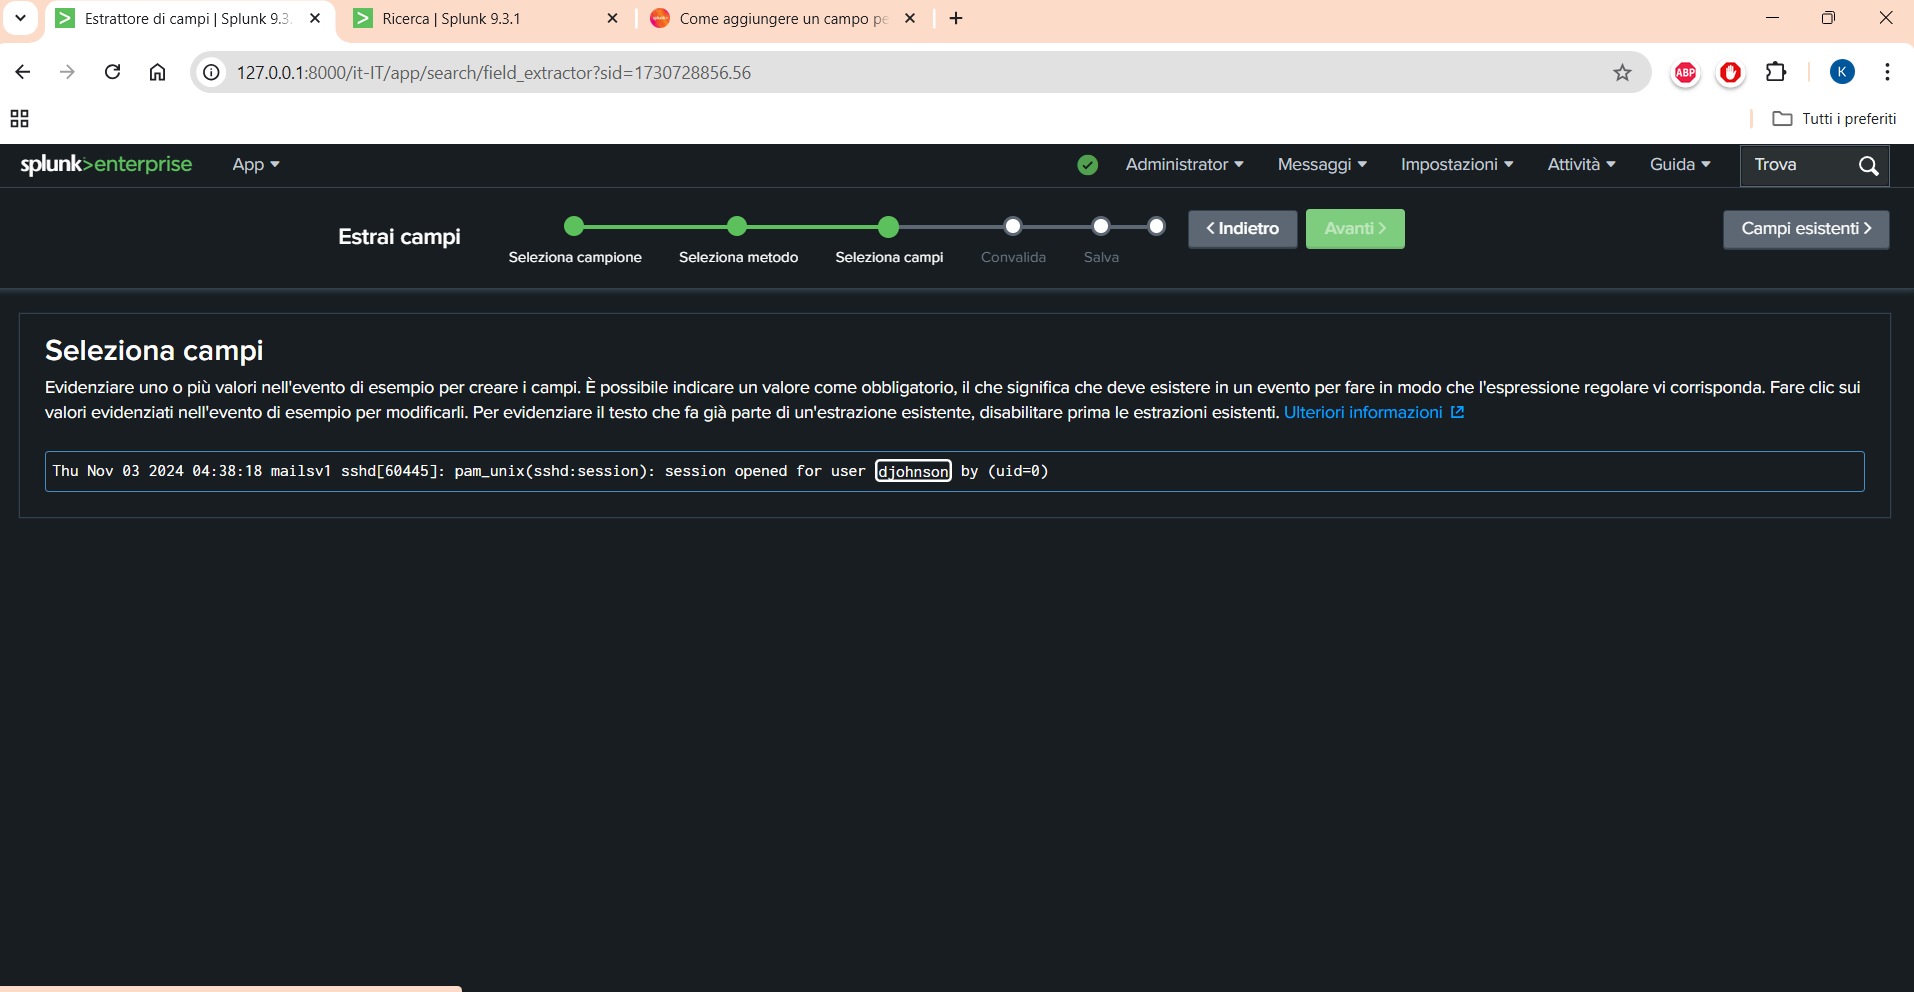 Estrattore di campi | Splunk 9.3.
Ricerca | Splunk 9.3.1
Come aggiungere un campo pe
127.0.0.1:8000/it-IT/app/search/field_extractor?sid=1730728856.56
ABP
K
Tutti i preferiti
splunk>enterprise
App
Administrator
Messaggi
Impostazioni
Attività
Guida
Trova
Estrai campi
Seleziona campione
Seleziona metodo
Seleziona campi
Convalida
Salva
< Indietro
Avanti >
Campi esistenti >
Seleziona campi
Evidenziare uno o più valori nell'evento di esempio per creare i campi. È possibile indicare un valore come obbligatorio, il che significa che deve esistere in un evento per fare in modo che l'espressione regolare vi corrisponda. Fare clic sui
valori evidenziati nell'evento di esempio per modificarli. Per evidenziare il testo che fa già parte di un'estrazione esistente, disabilitare prima le estrazioni esistenti. Ulteriori informazioni
Thu Nov 03 2024 04:38:18 mailsv1 sshd[60445]: pam_unix(sshd:session): session opened for user djohnson by (uid=0)